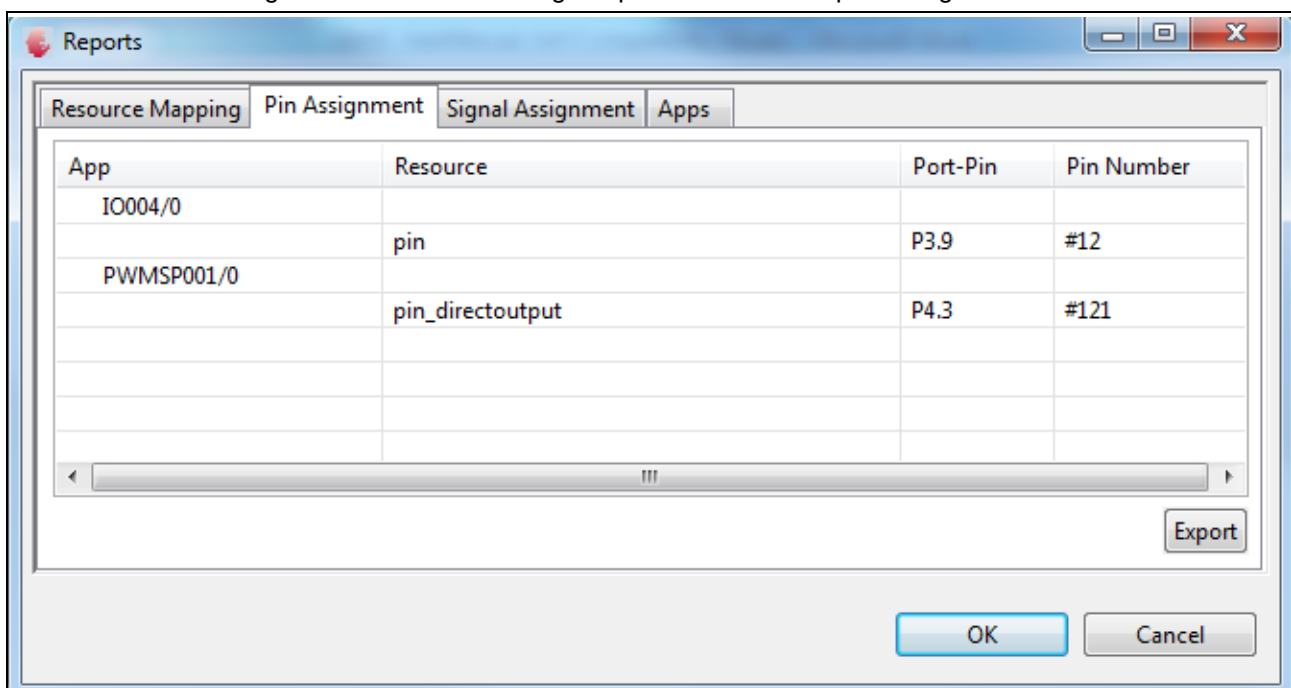 Reports
Resource Mapping Pin Assignment Signal Assignment Apps
App Resource Port-Pin Pin Number
IO004/0
pin P3.9 #12
PWMSP001/0
pin_directoutput P4.3 #121
Export
OK Cancel